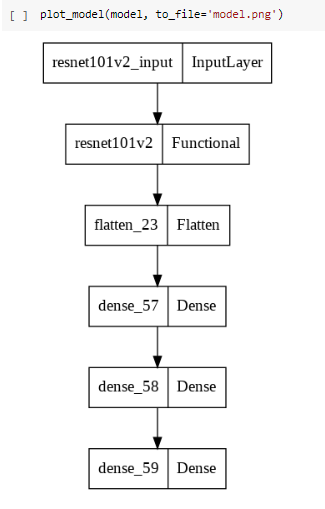 [ ] plot_model(model, to_file='model.png')
resnet101v2_input InputLayer
resnet101v2 Functional
flatten_23 Flatten
dense_57 Dense
dense_58 Dense
dense_59 Dense